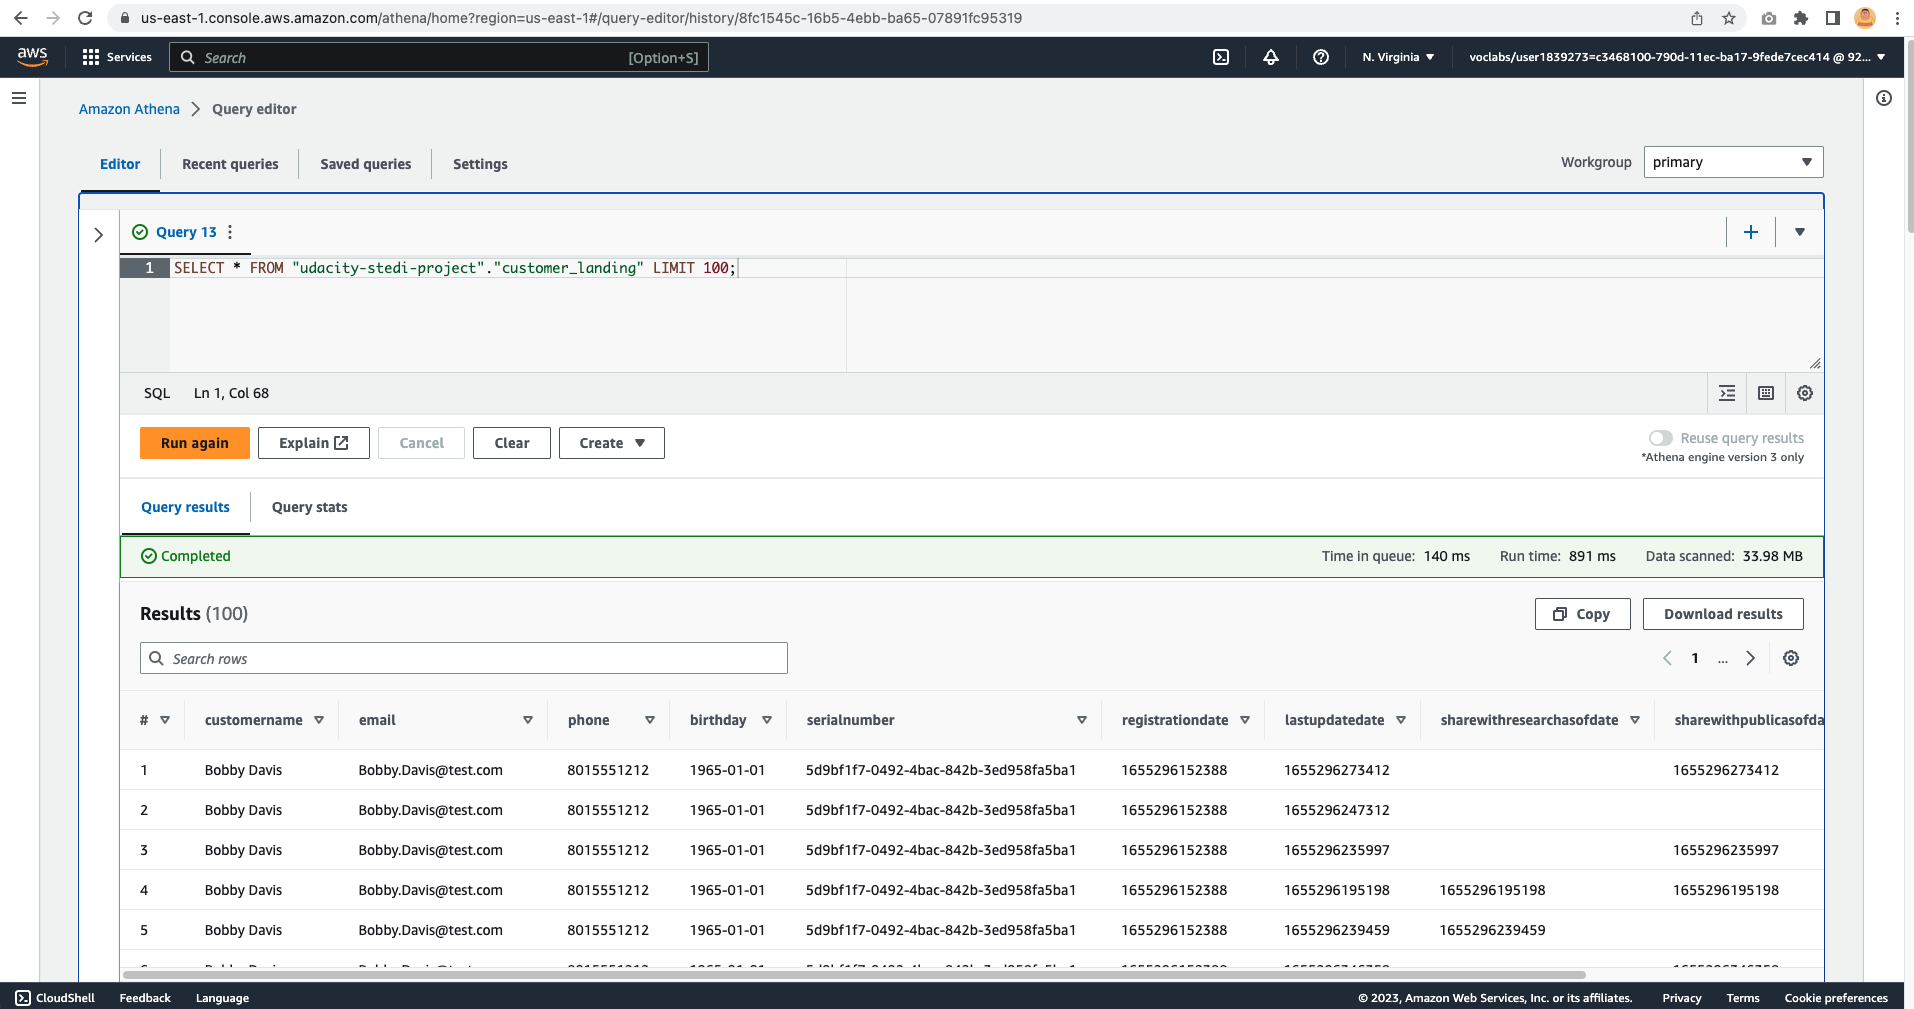 us-east-1.console.aws.amazon.com/athena/home?region=us-east-1#/query-editor/history/8fc1545c-16b5-4ebb-ba65-07891fc95319
aws Services Search [Option+S] N. Virginia voclabs/user1839273=c3468100-790d-11ec-ba17-9fede7cec414 @ 92...
Amazon Athena Query editor
Editor Recent queries Saved queries Settings Workgroup primary
Query 13
1 SELECT * FROM "udacity-stedi-project"."customer_landing" LIMIT 100;
SQL Ln 1, Col 68
Run again Explain Cancel Clear Create Reuse query results
*Athena engine version 3 only
Query results Query stats
Completed Time in queue: 140 ms Run time: 891 ms Data scanned: 33.98 MB
Results (100) Copy Download results
Search rows 1 ...
# customername email phone birthday serialnumber registrationdate lastupdatedate sharewithresearchasofdate sharewithpublicasofda
1 Bobby Davis Bobby.Davis@test.com 8015551212 1965-01-01 5d9bf1f7-0492-4bac-842b-3ed958fa5ba1 1655296152388 1655296273412 1655296273412
2 Bobby Davis Bobby.Davis@test.com 8015551212 1965-01-01 5d9bf1f7-0492-4bac-842b-3ed958fa5ba1 1655296152388 1655296247312
3 Bobby Davis Bobby.Davis@test.com 8015551212 1965-01-01 5d9bf1f7-0492-4bac-842b-3ed958fa5ba1 1655296152388 1655296235997 1655296235997
4 Bobby Davis Bobby.Davis@test.com 8015551212 1965-01-01 5d9bf1f7-0492-4bac-842b-3ed958fa5ba1 1655296152388 1655296195198 1655296195198 1655296195198
5 Bobby Davis Bobby.Davis@test.com 8015551212 1965-01-01 5d9bf1f7-0492-4bac-842b-3ed958fa5ba1 1655296152388 1655296239459 1655296239459
CloudShell Feedback Language © 2023, Amazon Web Services, Inc. or its affiliates. Privacy Terms Cookie preferences